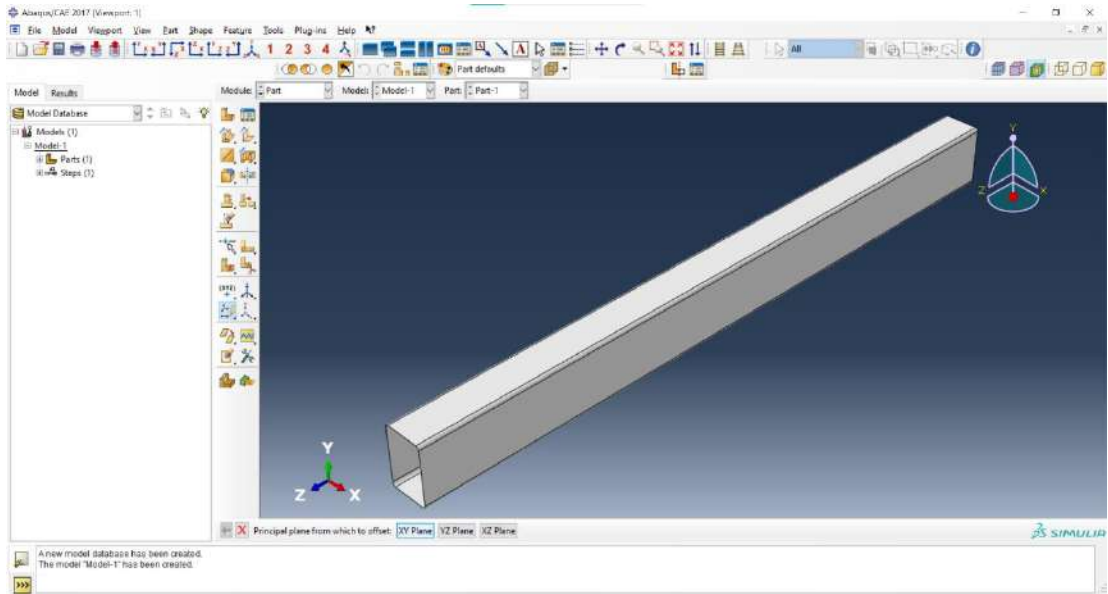 Abaqus/CAE 2017 [Viewport: 1]
File Model Viewport View Part Shape Feature Tools Plug-ins Help
1 2 3 4 A All
Part defaults
Model Results
Module: Part Model: Model-1 Part: Part-1
Model Database
Models (1)
Model-1
Parts (1)
Steps (1)
Y
Z X
Y
Z X
Principal plane from which to offset: XY Plane YZ Plane XZ Plane
SIMULIA
A new model database has been created.
The model "Model-1" has been created.
>>>